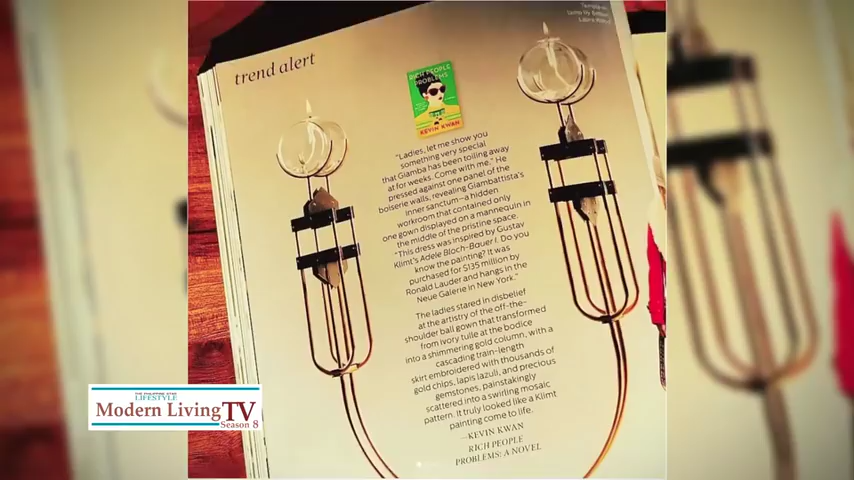 trend alert
RICH PEOPLE
PROBLEMS
KEVIN KWAN
"Ladies, let me show you
something very special
that Giamba has been toiling away
at for weeks. Come with me." He
pressed against one panel of the
boiserie walls, revealing Giambattista's
inner sanctum—a hidden
workroom that contained only
one gown displayed on a mannequin in
the middle of the pristine space.
"This dress was inspired by Gustav
Klimt's Adele Bloch-Bauer I. Do you
know the painting? It was
purchased for $135 million by
Ronald Lauder and hangs in the
Neue Galerie in New York."
The ladies stared in disbelief
at the artistry of the off-the-
shoulder ball gown that transformed
from ivory tulle at the bodice
into a shimmering gold column, with a
cascading train-length
skirt embroidered with thousands of
gold chips, lapis lazuli, and precious
gemstones, painstakingly
scattered into a swirling mosaic
pattern. It truly looked like a Klimt
painting come to life.
—KEVIN KWAN
RICH PEOPLE
PROBLEMS: A NOVEL
THE PHILIPPINE STAR
LIFESTYLE
Modern Living TV
Season 8